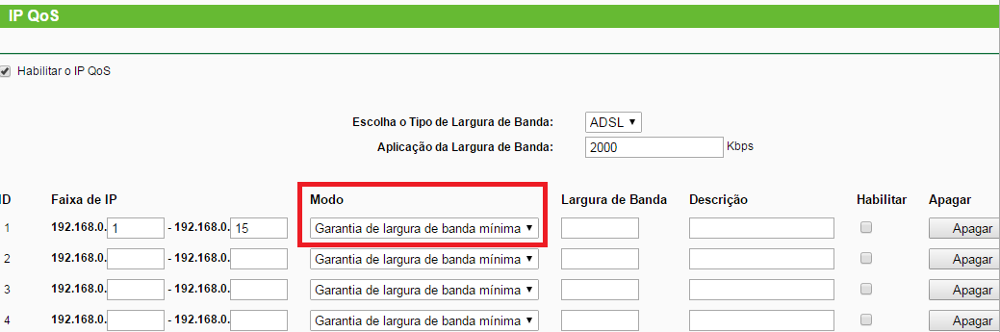 IP QoS
Habilitar o IP QoS
Escolha o Tipo de Largura de Banda: ADSL
Aplicação da Largura de Banda: 2000 Kbps
ID Faixa de IP Modo Largura de Banda Descrição Habilitar Apagar
1 192.168.0. 1 - 192.168.0. 15 Garantia de largura de banda mínima Apagar
2 192.168.0. - 192.168.0. Garantia de largura de banda mínima Apagar
3 192.168.0. - 192.168.0. Garantia de largura de banda mínima Apagar
4 192.168.0. - 192.168.0. Garantia de largura de banda mínima Apagar